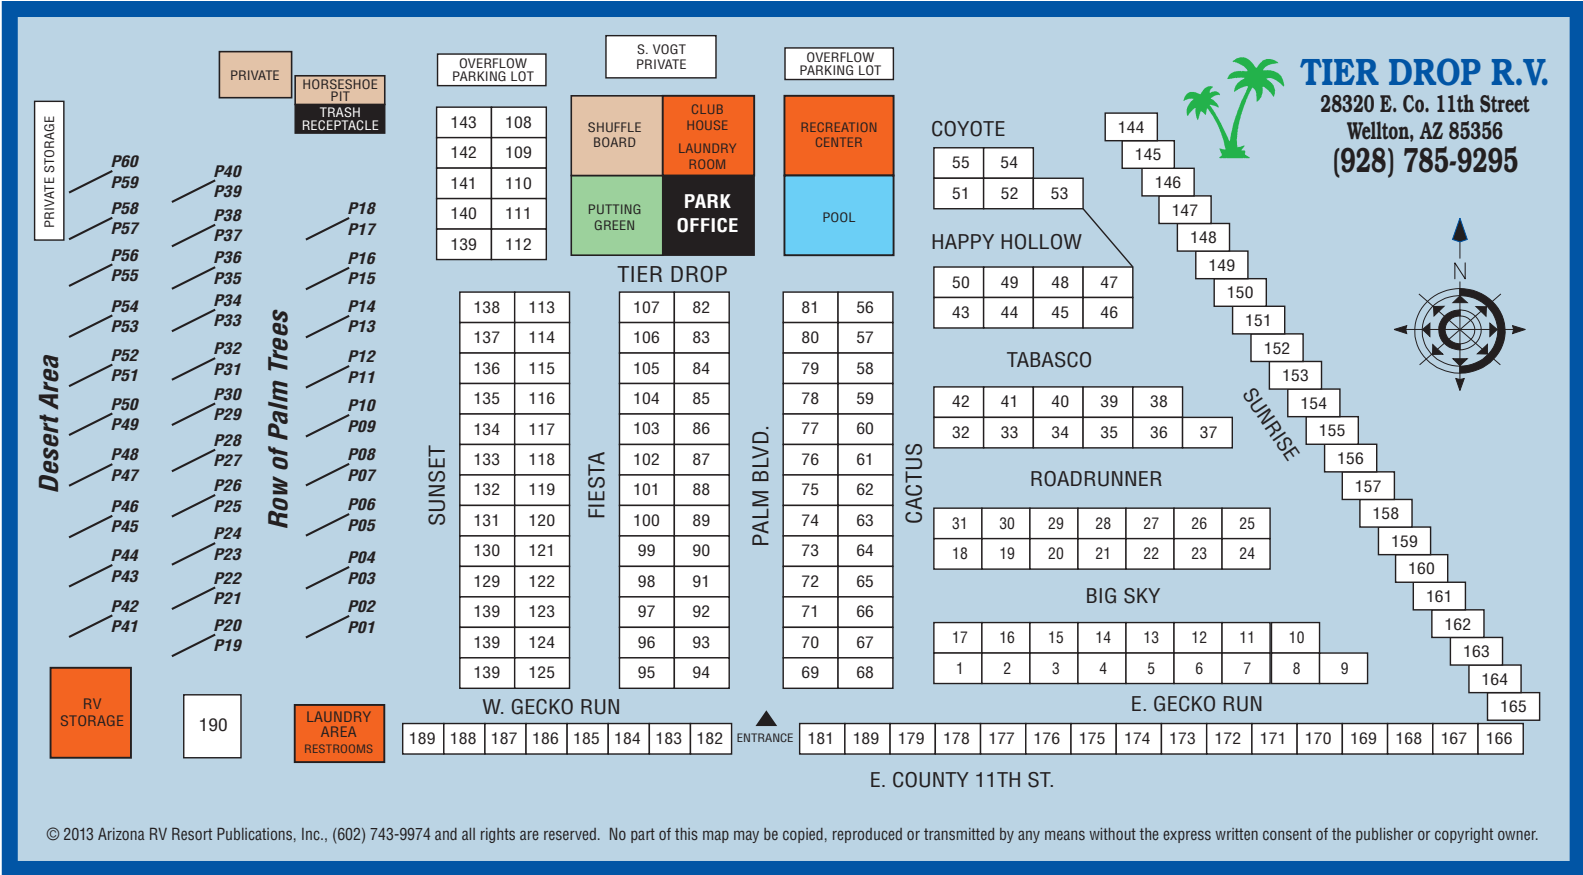 TIER DROP R.V.
28320 E. Co. 11th Street
Wellton, AZ 85356
(928) 785-9295
N
PRIVATE
HORSESHOE
PIT
TRASH
RECEPTACLE
OVERFLOW
PARKING LOT
S. VOGT
PRIVATE
OVERFLOW
PARKING LOT
PRIVATE STORAGE
SHUFFLE
BOARD
CLUB
HOUSE
LAUNDRY
ROOM
PUTTING
GREEN
PARK
OFFICE
RECREATION
CENTER
POOL
P60
P59
P58
P57
P56
P55
P54
P53
P52
P51
P50
P49
P48
P47
P46
P45
P44
P43
P42
P41
Desert Area
P40
P39
P38
P37
P36
P35
P34
P33
P32
P31
P30
P29
P28
P27
P26
P25
P24
P23
P22
P21
P20
P19
Row of Palm Trees
P18
P17
P16
P15
P14
P13
P12
P11
P10
P09
P08
P07
P06
P05
P04
P03
P02
P01
RV
STORAGE
190
LAUNDRY
AREA
RESTROOMS
143 108
142 109
141 110
140 111
139 112
SUNSET
138 113
137 114
136 115
135 116
134 117
133 118
132 119
131 120
130 121
129 122
139 123
139 124
139 125
FIESTA
TIER DROP
107 82
106 83
105 84
104 85
103 86
102 87
101 88
100 89
99 90
98 91
97 92
96 93
95 94
PALM BLVD.
81 56
80 57
79 58
78 59
77 60
76 61
75 62
74 63
73 64
72 65
71 66
70 67
69 68
CACTUS
COYOTE
55 54
51 52 53
HAPPY HOLLOW
50 49 48 47
43 44 45 46
TABASCO
42 41 40 39 38
32 33 34 35 36 37
ROADRUNNER
31 30 29 28 27 26 25
18 19 20 21 22 23 24
BIG SKY
17 16 15 14 13 12 11 10
1 2 3 4 5 6 7 8 9
144
145
146
147
148
149
150
151
152
153
154
155
156
157
158
159
160
161
162
163
164
165
SUNRISE
W. GECKO RUN
E. GECKO RUN
189 188 187 186 185 184 183 182
ENTRANCE
181 189 179 178 177 176 175 174 173 172 171 170 169 168 167 166
E. COUNTY 11TH ST.
© 2013 Arizona RV Resort Publications, Inc., (602) 743-9974 and all rights are reserved. No part of this map may be copied, reproduced or transmitted by any means without the express written consent of the publisher or copyright owner.